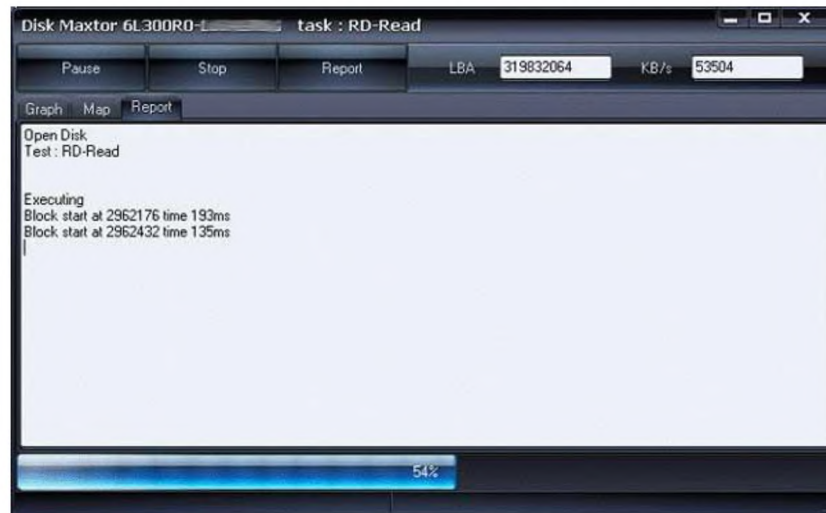 Disk Maxtor 6L300R0- task : RD-Read
Pause Stop Report LBA 319832064 KB/s 53504
Graph Map Report
Open Disk
Test : RD-Read
Executing
Block start at 2962176 time 193ms
Block start at 2962432 time 135ms
54%